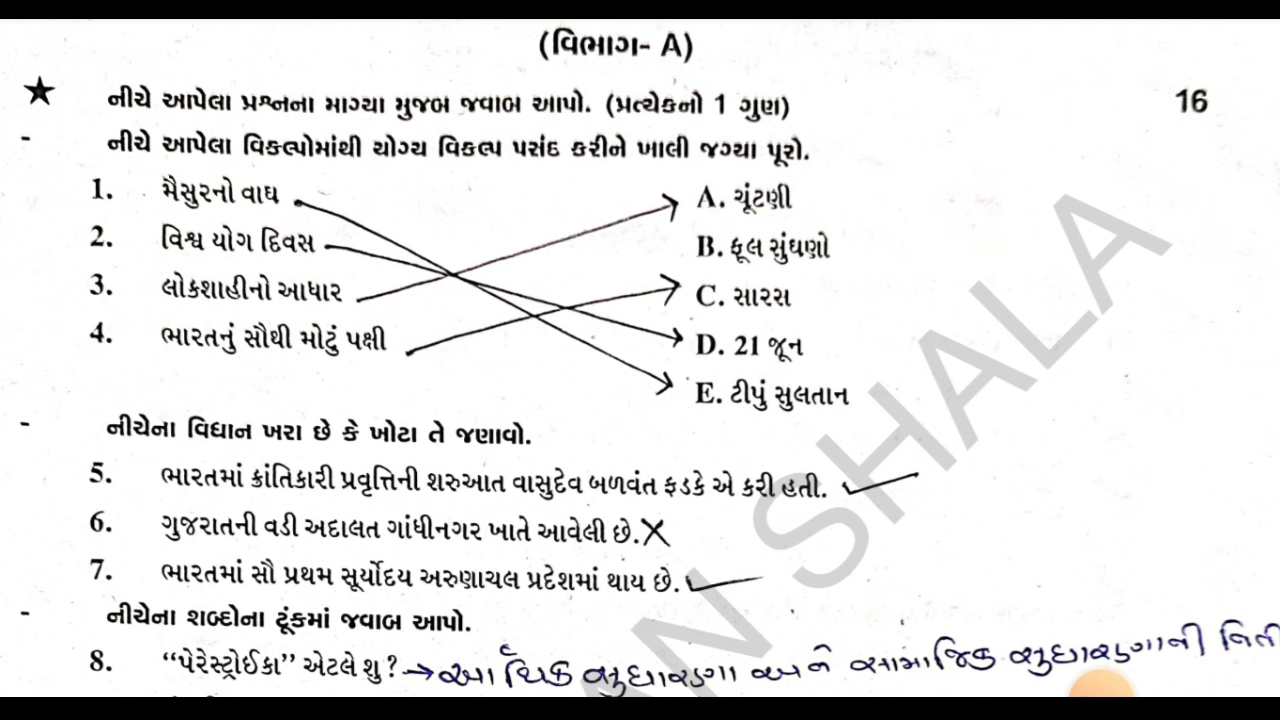 (વિભાગ- A)
★ નીચે આપેલા પ્રશ્નના માગ્યા મુજબ જવાબ આપો. (પ્રત્યેકનો 1 ગુણ) 16
- નીચે આપેલા વિકલ્પોમાંથી યોગ્ય વિકલ્પ પસંદ કરીને ખાલી જગ્યા પૂરો.
1. મૈસુરનો વાઘ A. ચૂંટણી
2. વિશ્વ યોગ દિવસ B. ફૂલ સુંઘણો
3. લોકશાહીનો આધાર C. સારસ
4. ભારતનું સૌથી મોટું પક્ષી D. 21 જૂન
E. ટીપું સુલતાન
- નીચેના વિધાન ખરા છે કે ખોટા તે જણાવો.
5. ભારતમાં ક્રાંતિકારી પ્રવૃત્તિની શરુઆત વાસુદેવ બળવંત ફડકે એ કરી હતી. ✓
6. ગુજરાતની વડી અદાલત ગાંધીનગર ખાતે આવેલી છે. X
7. ભારતમાં સૌ પ્રથમ સૂર્યોદય અરુણાચલ પ્રદેશમાં થાય છે. ✓
- નીચેના શબ્દોના ટૂંકમાં જવાબ આપો.
8. “પેરેસ્ટ્રોઈકા” એટલે શુ? → આર્થિક સુધારણા અને સામાજિક સુધારણાની નિતી
AN SHALA